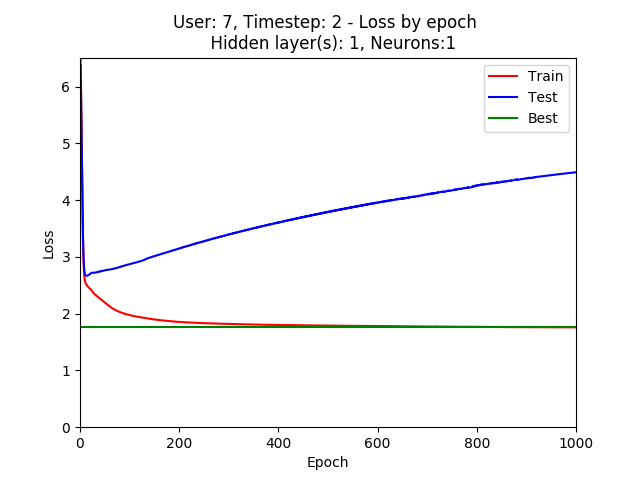 User: 7, Timestep: 2 - Loss by epoch
Hidden layer(s): 1, Neurons:1
Train
Test
Best
6
5
4
3
2
1
0
Loss
0 200 400 600 800 1000
Epoch